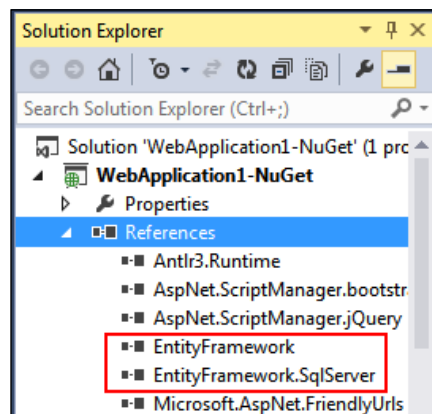 Solution Explorer
Search Solution Explorer (Ctrl+;)
Solution 'WebApplication1-NuGet' (1 pro
WebApplication1-NuGet
Properties
References
Antlr3.Runtime
AspNet.ScriptManager.bootstr
AspNet.ScriptManager.jQuery
EntityFramework
EntityFramework.SqlServer
Microsoft.AspNet.FriendlyUrls